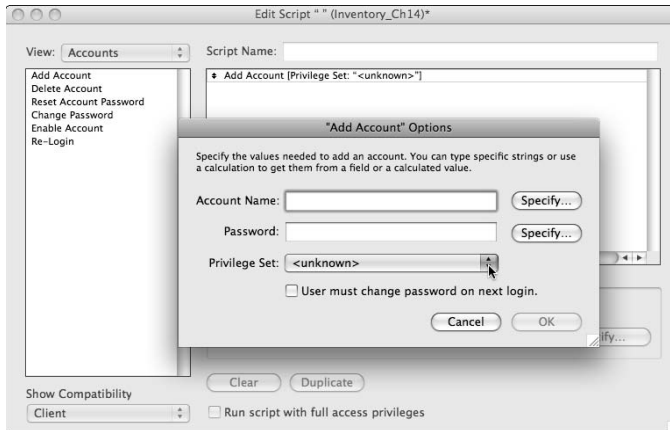 Edit Script “ ” (Inventory_Ch14)*
View: Accounts
Script Name:
Add Account
Delete Account
Reset Account Password
Change Password
Enable Account
Re-Login
Add Account [Privilege Set: “<unknown>”]
"Add Account" Options
Specify the values needed to add an account. You can type specific strings or use
a calculation to get them from a field or a calculated value.
Account Name:
Specify...
Password:
Specify...
Privilege Set: <unknown>
User must change password on next login.
Cancel
OK
ify...
Clear
Duplicate
Show Compatibility
Client
Run script with full access privileges